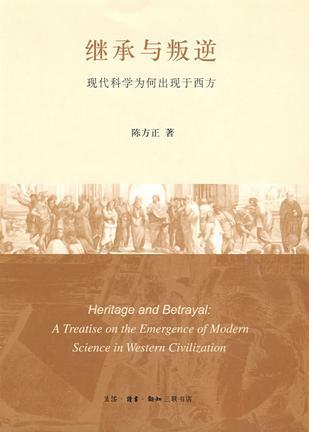 继承与叛逆
现代科学为何出现于西方
陈方正 著
Heritage and Betrayal:
A Treatise on the Emergence of Modern
Science in Western Civilization
生活·读书·新知三联书店